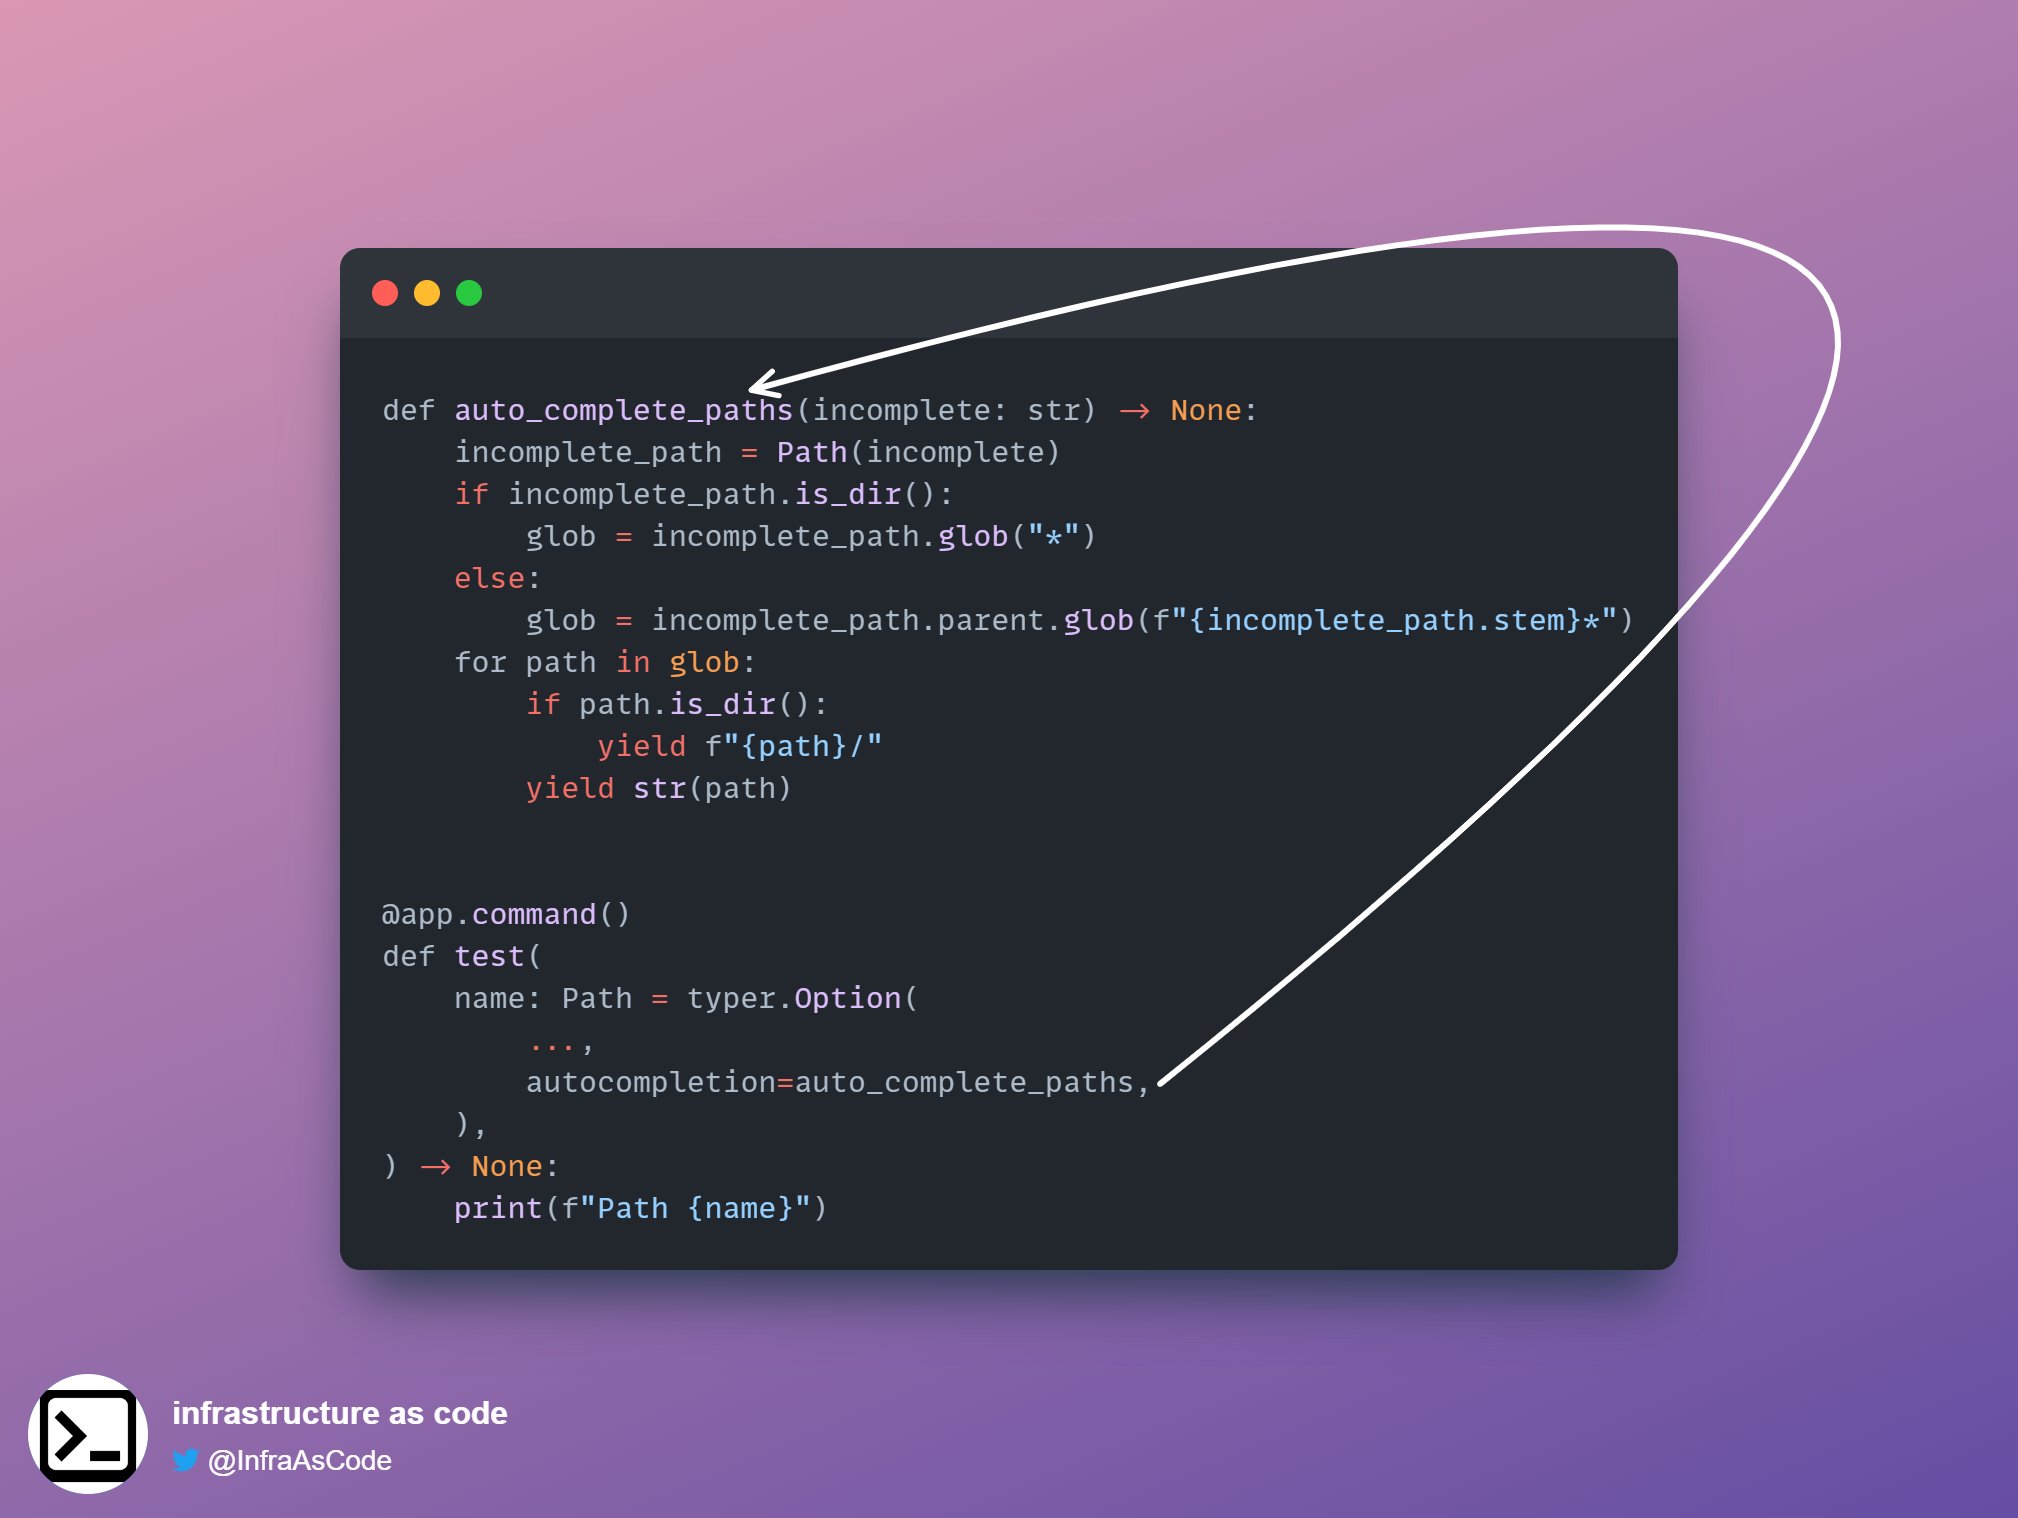 def auto_complete_paths(incomplete: str) -> None:
    incomplete_path = Path(incomplete)
    if incomplete_path.is_dir():
        glob = incomplete_path.glob("*")
    else:
        glob = incomplete_path.parent.glob(f"{incomplete_path.stem}*")
    for path in glob:
        if path.is_dir():
            yield f"{path}/"
        yield str(path)
@app.command()
def test(
    name: Path = typer.Option(
        ...,
        autocompletion=auto_complete_paths,
    ),
) -> None:
    print(f"Path {name}")
infrastructure as code
@InfraAsCode